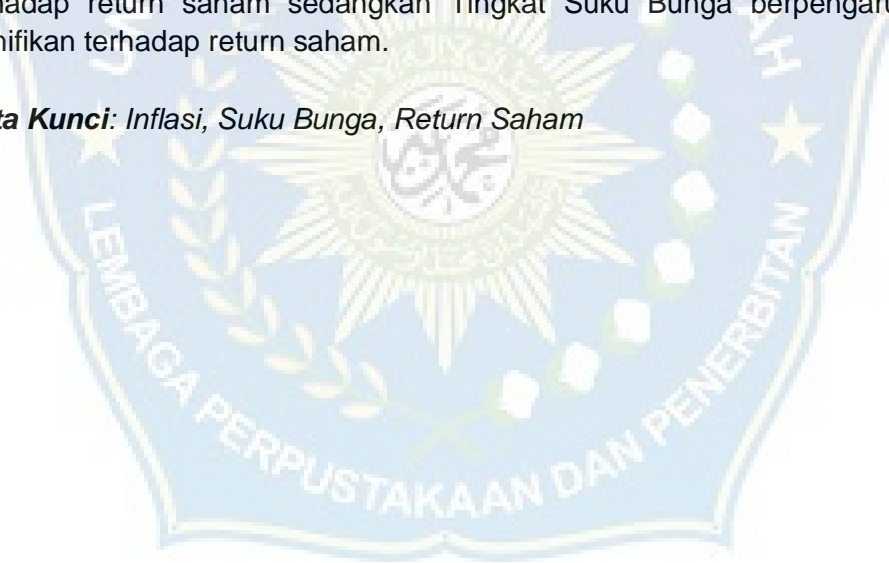 hadap return saham sedangkan Tingkat Suku Bunga berpengaru
nifikan terhadap return saham.
ta Kunci: Inflasi, Suku Bunga, Return Saham
LEMBAGA PERPUSTAKAAN DAN PENERBITAN